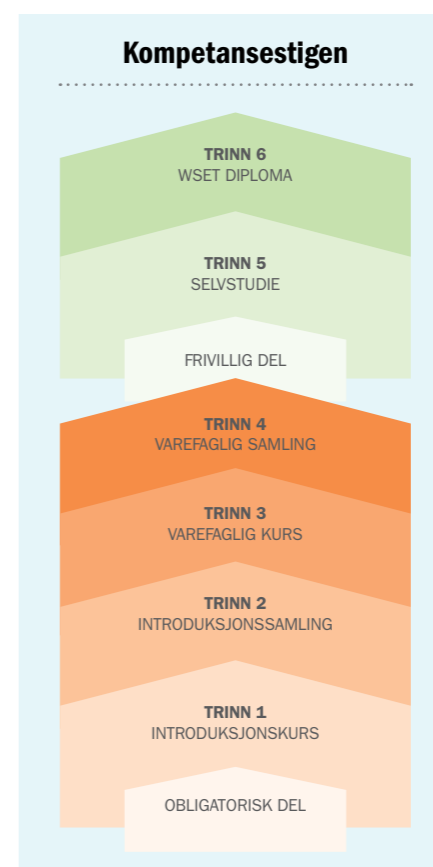 Kompetansestigen
TRINN 6
WSET DIPLOMA
TRINN 5
SELVSTUDIE
FRIVILLIG DEL
TRINN 4
VAREFAGLIG SAMLING
TRINN 3
VAREFAGLIG KURS
TRINN 2
INTRODUKSJONSSAMLING
TRINN 1
INTRODUKSJONSKURS
OBLIGATORISK DEL